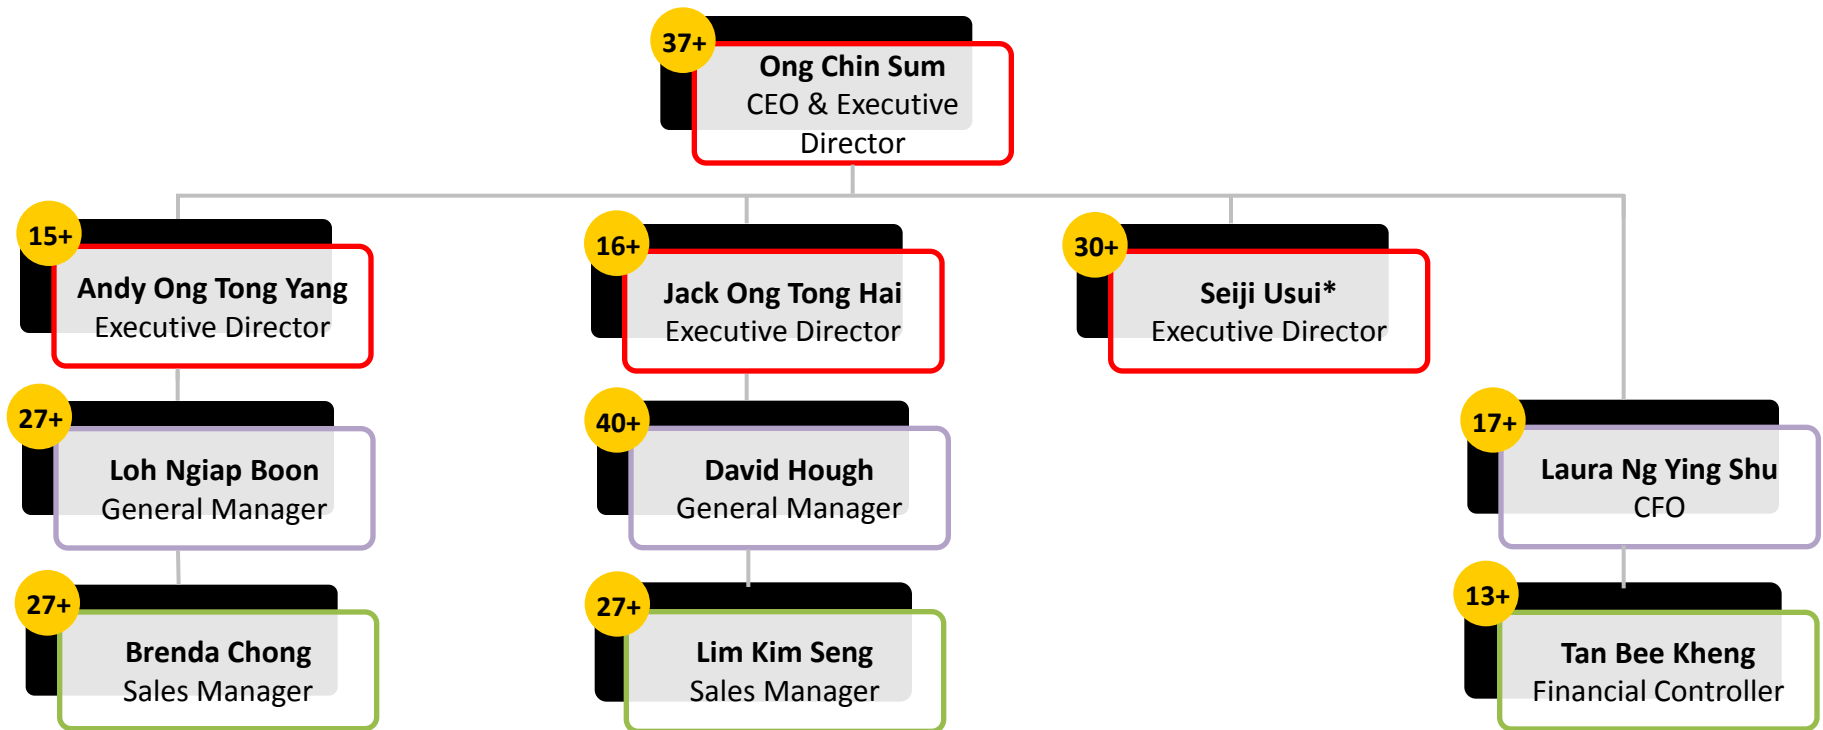 37+
Ong Chin Sum
CEO & Executive
Director
15+
Andy Ong Tong Yang
Executive Director
16+
Jack Ong Tong Hai
Executive Director
30+
Seiji Usui*
Executive Director
27+
Loh Ngiap Boon
General Manager
40+
David Hough
General Manager
17+
Laura Ng Ying Shu
CFO
27+
Brenda Chong
Sales Manager
27+
Lim Kim Seng
Sales Manager
13+
Tan Bee Kheng
Financial Controller